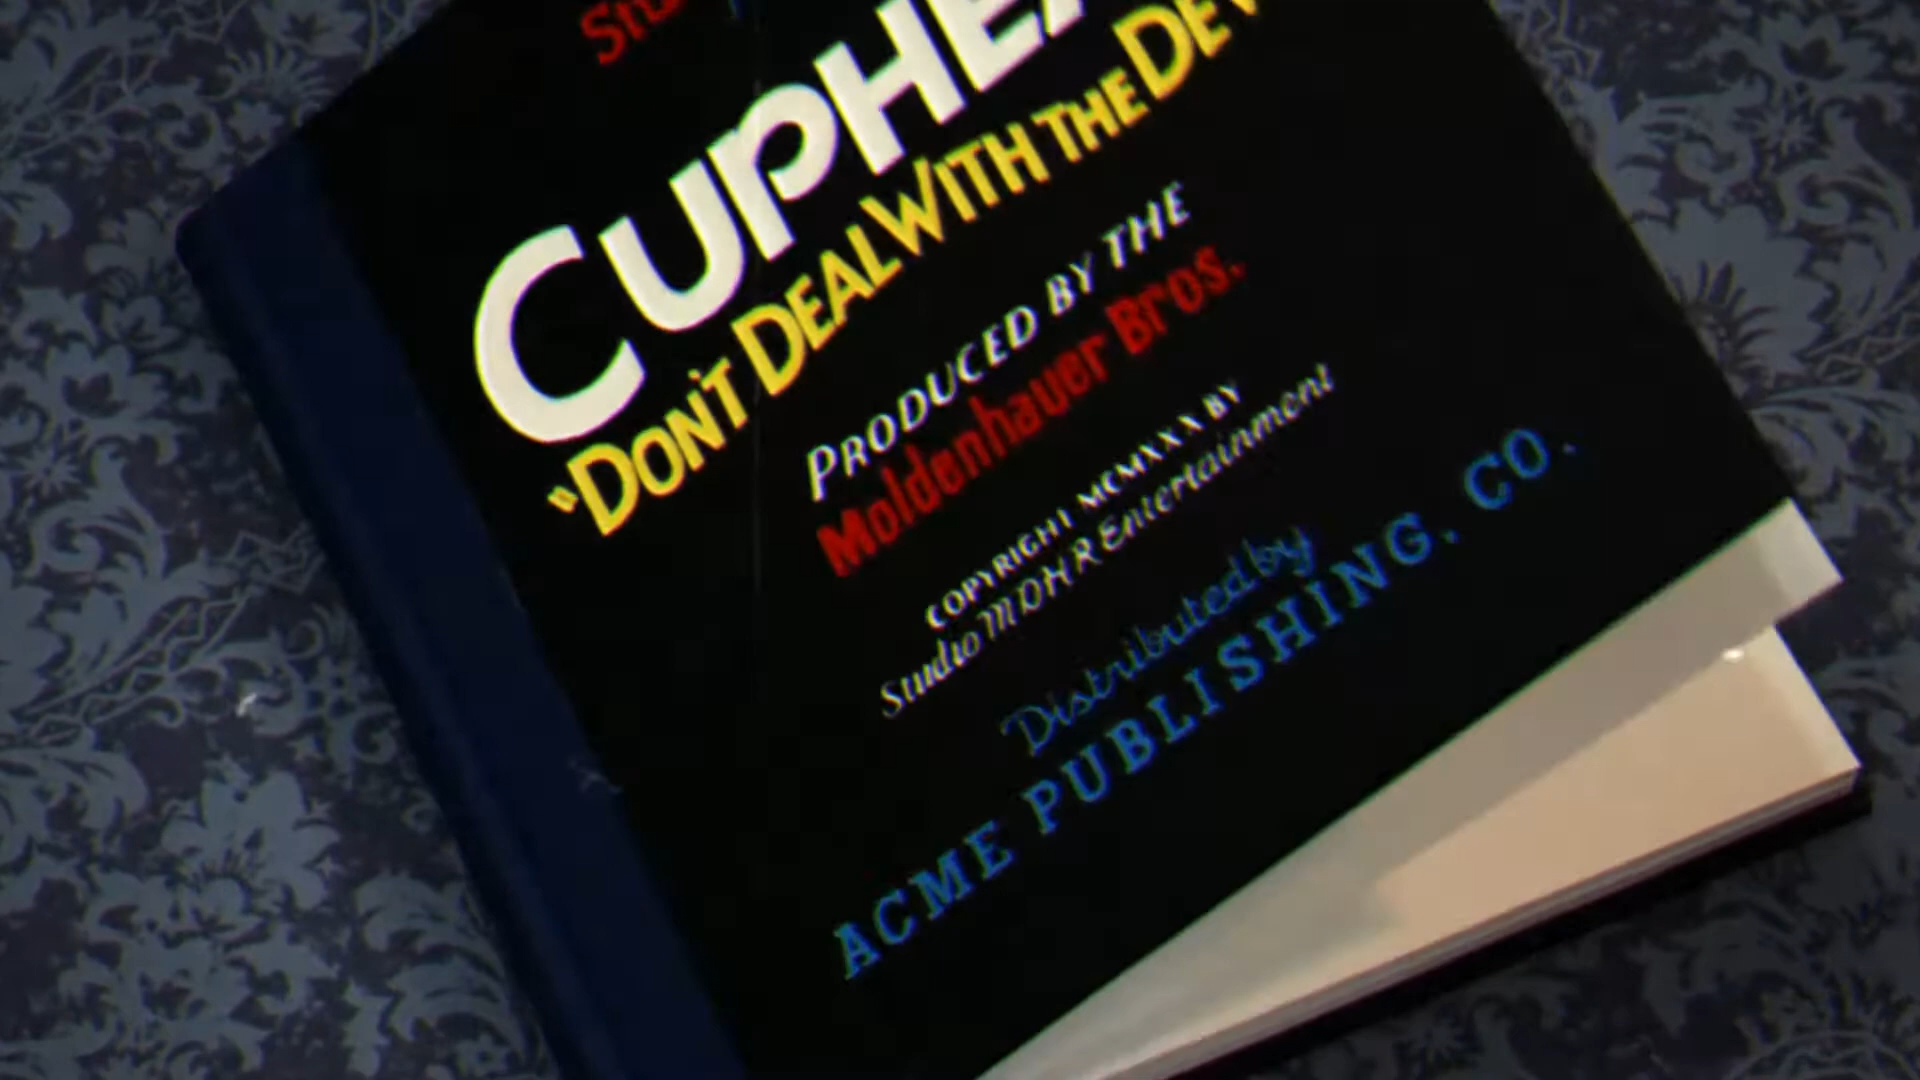 CUPHEA
"DON'T DEAL WITH THE DEV
PRODUCED BY THE
Moldenhauer Bros.
COPYRIGHT MCMXXX BY
Studio MDHR Entertainment
Distributed by
ACME PUBLISHING. CO.